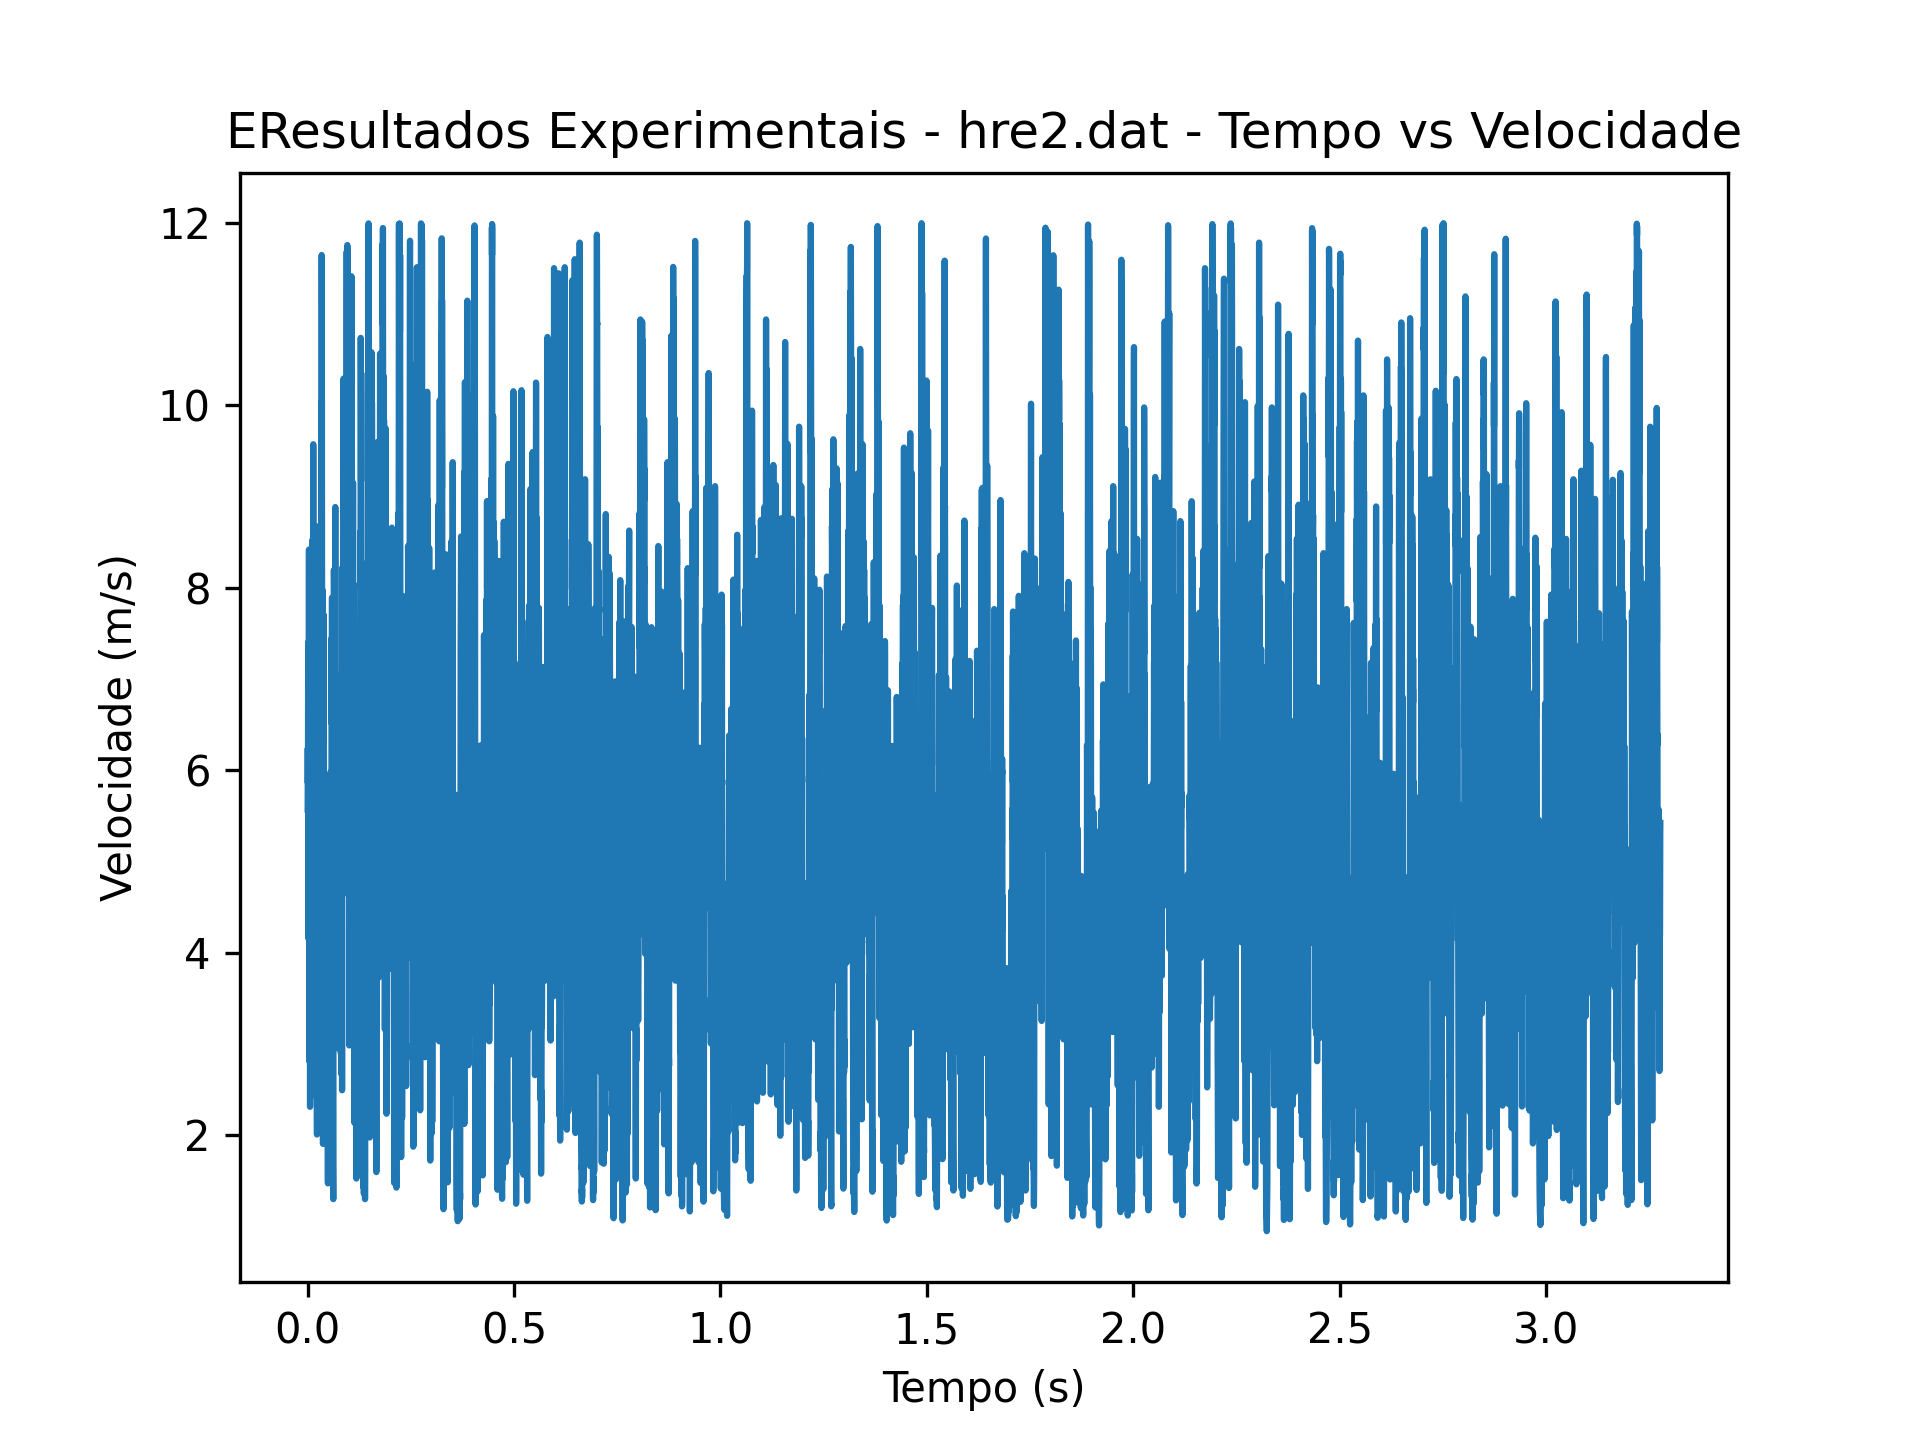 EResultados Experimentais - hre2.dat - Tempo vs Velocidade
12
10
8
6
4
2
Velocidade (m/s)
0.0 0.5 1.0 1.5 2.0 2.5 3.0
Tempo (s)